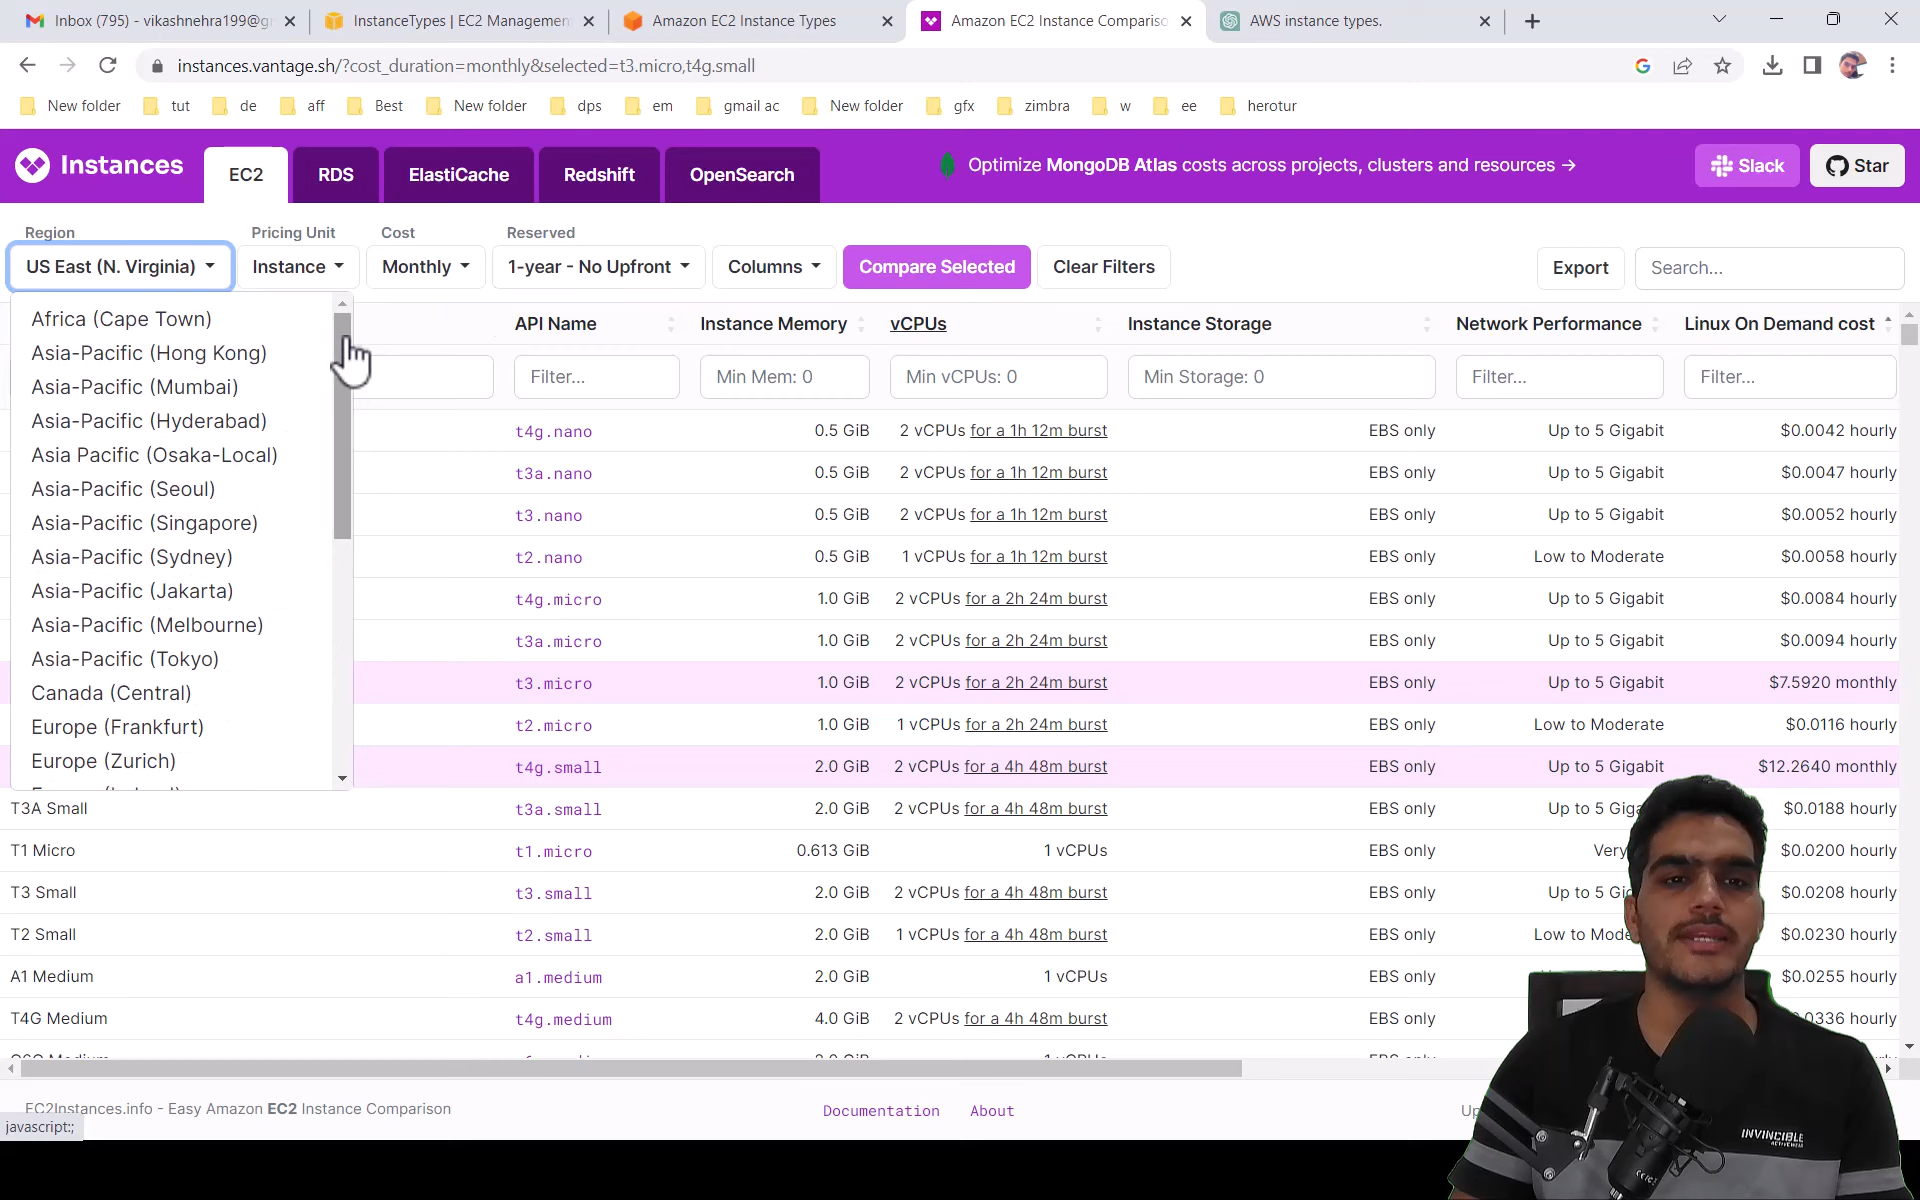 Inbox (795) - vikashnehra199@g
InstanceTypes | EC2 Managemen
Amazon EC2 Instance Types
Amazon EC2 Instance Compariso
AWS instance types.
instances.vantage.sh/?cost_duration=monthly&selected=t3.micro,t4g.small
New folder tut de aff Best New folder dps em gmail ac New folder gfx zimbra w ee herotur
Instances EC2 RDS ElastiCache Redshift OpenSearch Optimize MongoDB Atlas costs across projects, clusters and resources → Slack Star
Region Pricing Unit Cost Reserved
US East (N. Virginia) Instance Monthly 1-year - No Upfront Columns Compare Selected Clear Filters Export Search...
Africa (Cape Town)
Asia-Pacific (Hong Kong)
Asia-Pacific (Mumbai)
Asia-Pacific (Hyderabad)
Asia Pacific (Osaka-Local)
Asia-Pacific (Seoul)
Asia-Pacific (Singapore)
Asia-Pacific (Sydney)
Asia-Pacific (Jakarta)
Asia-Pacific (Melbourne)
Asia-Pacific (Tokyo)
Canada (Central)
Europe (Frankfurt)
Europe (Zurich)
API Name Instance Memory vCPUs Instance Storage Network Performance Linux On Demand cost
Filter... Min Mem: 0 Min vCPUs: 0 Min Storage: 0 Filter... Filter...
t4g.nano 0.5 GiB 2 vCPUs for a 1h 12m burst EBS only Up to 5 Gigabit $0.0042 hourly
t3a.nano 0.5 GiB 2 vCPUs for a 1h 12m burst EBS only Up to 5 Gigabit $0.0047 hourly
t3.nano 0.5 GiB 2 vCPUs for a 1h 12m burst EBS only Up to 5 Gigabit $0.0052 hourly
t2.nano 0.5 GiB 1 vCPUs for a 1h 12m burst EBS only Low to Moderate $0.0058 hourly
t4g.micro 1.0 GiB 2 vCPUs for a 2h 24m burst EBS only Up to 5 Gigabit $0.0084 hourly
t3a.micro 1.0 GiB 2 vCPUs for a 2h 24m burst EBS only Up to 5 Gigabit $0.0094 hourly
t3.micro 1.0 GiB 2 vCPUs for a 2h 24m burst EBS only Up to 5 Gigabit $7.5920 monthly
t2.micro 1.0 GiB 1 vCPUs for a 2h 24m burst EBS only Low to Moderate $0.0116 hourly
t4g.small 2.0 GiB 2 vCPUs for a 4h 48m burst EBS only Up to 5 Gigabit $12.2640 monthly
T3A Small t3a.small 2.0 GiB 2 vCPUs for a 4h 48m burst EBS only Up to 5 Giga $0.0188 hourly
T1 Micro t1.micro 0.613 GiB 1 vCPUs EBS only Very $0.0200 hourly
T3 Small t3.small 2.0 GiB 2 vCPUs for a 4h 48m burst EBS only Up to 5 Gig $0.0208 hourly
T2 Small t2.small 2.0 GiB 1 vCPUs for a 4h 48m burst EBS only Low to Mode $0.0230 hourly
A1 Medium a1.medium 2.0 GiB 1 vCPUs EBS only $0.0255 hourly
T4G Medium t4g.medium 4.0 GiB 2 vCPUs for a 4h 48m burst EBS only .0336 hourly
EC2Instances.info - Easy Amazon EC2 Instance Comparison Documentation About Up
javascript:;
INVINCIBLE